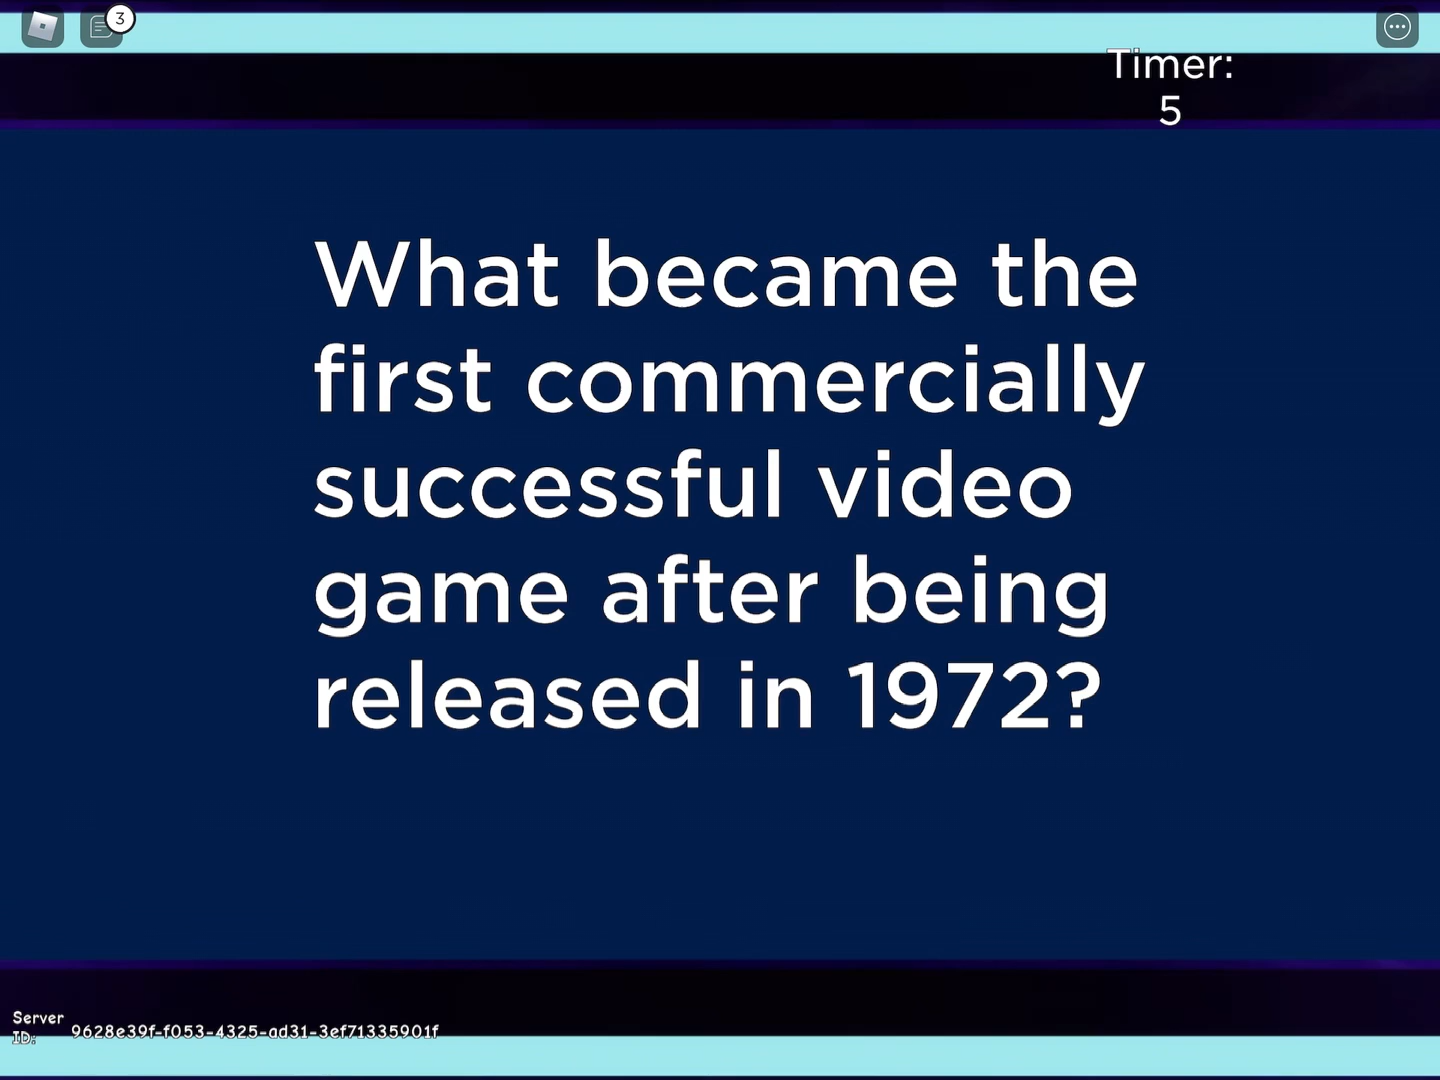 3
Timer:
5
What became the
first commercially
successful video
game after being
released in 1972?
Server
ID:
9628e39f-f053-4325-ad31-3ef71335901f